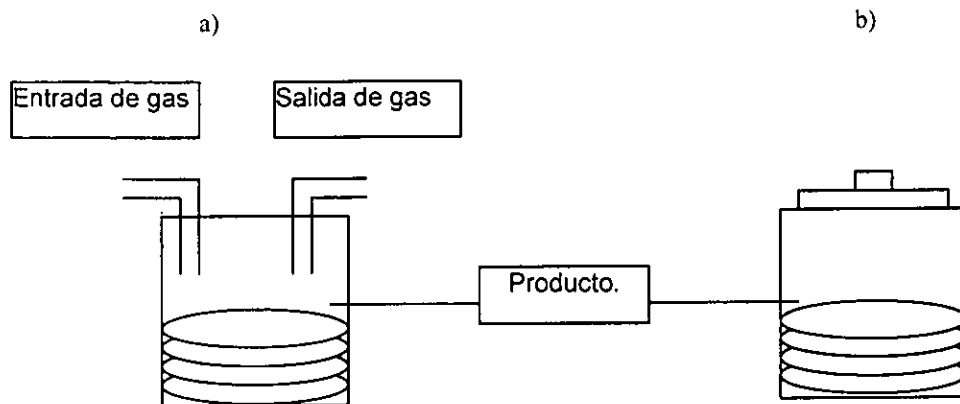 a)
b)
Entrada de gas
Salida de gas
Producto.